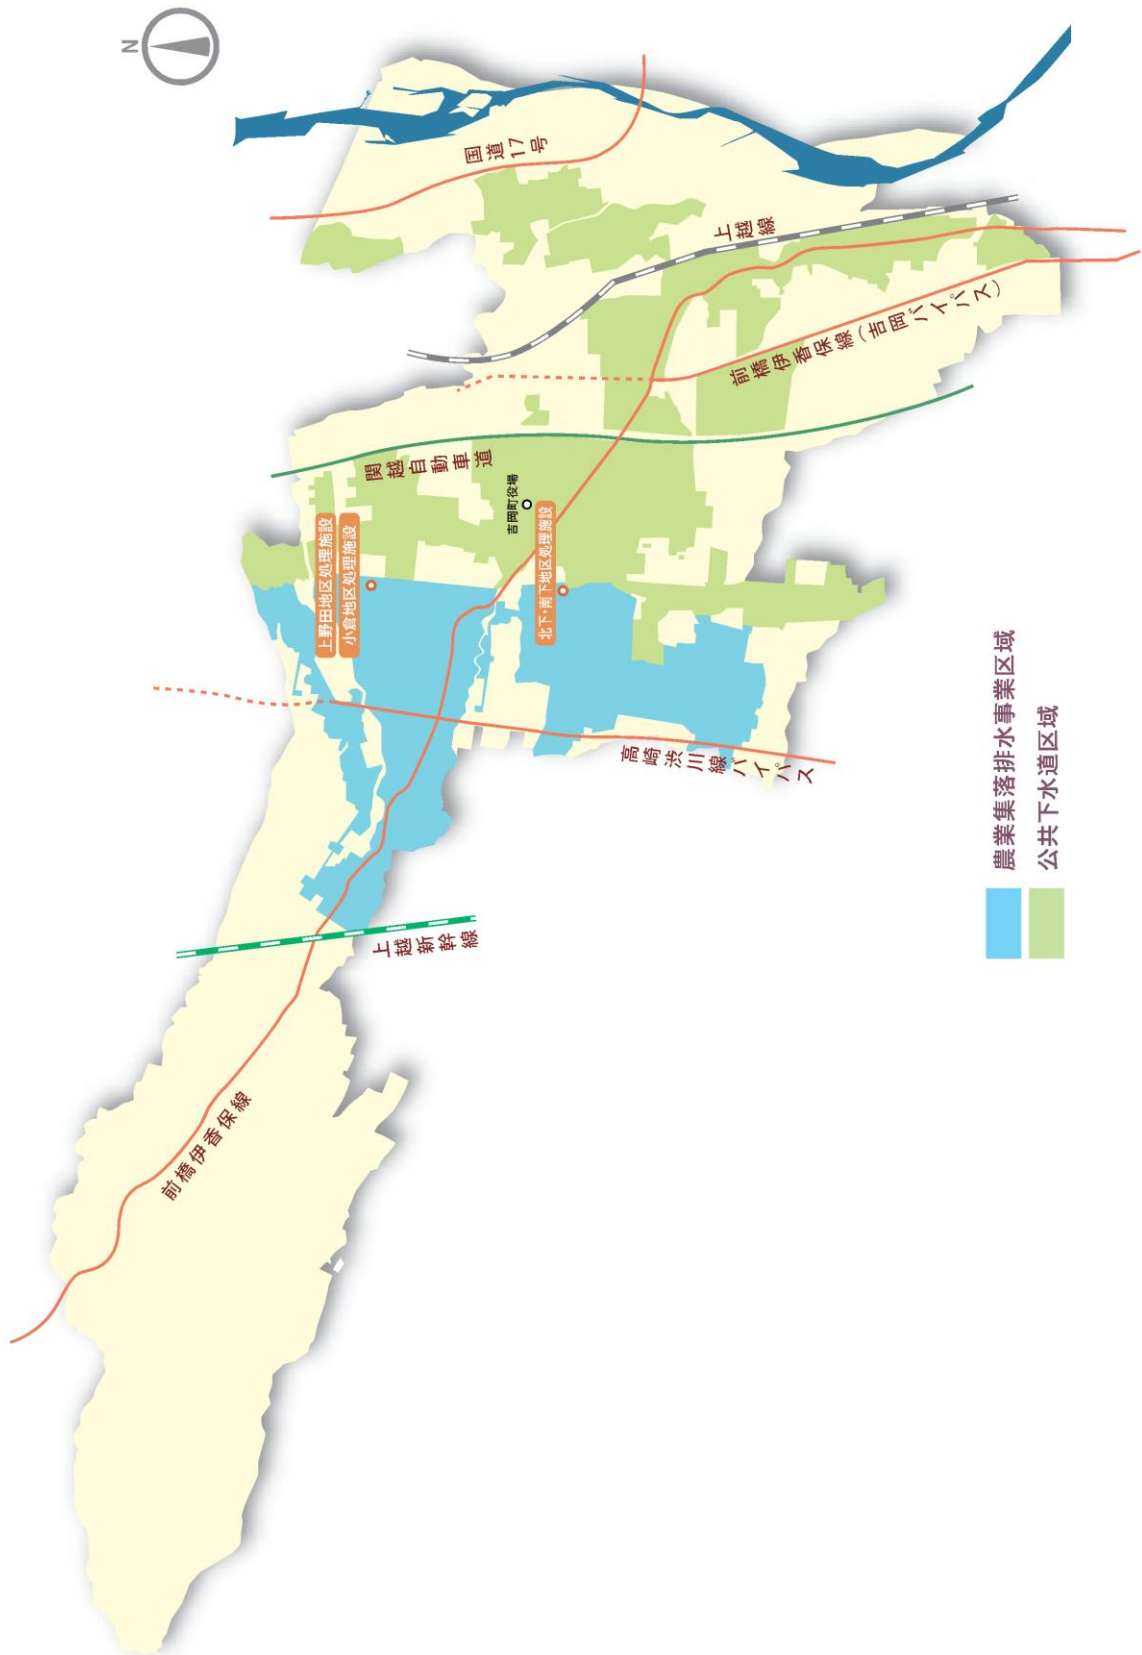 N
国道17号
上越線
前橋伊香保線（吉岡バイパス）
関越自動車道
吉岡町役場
上野田地区処理施設
小倉地区処理施設
北下・南下地区処理施設
高崎渋川線バイパス
上越新幹線
前橋伊香保線
農業集落排水事業区域
公共下水道区域